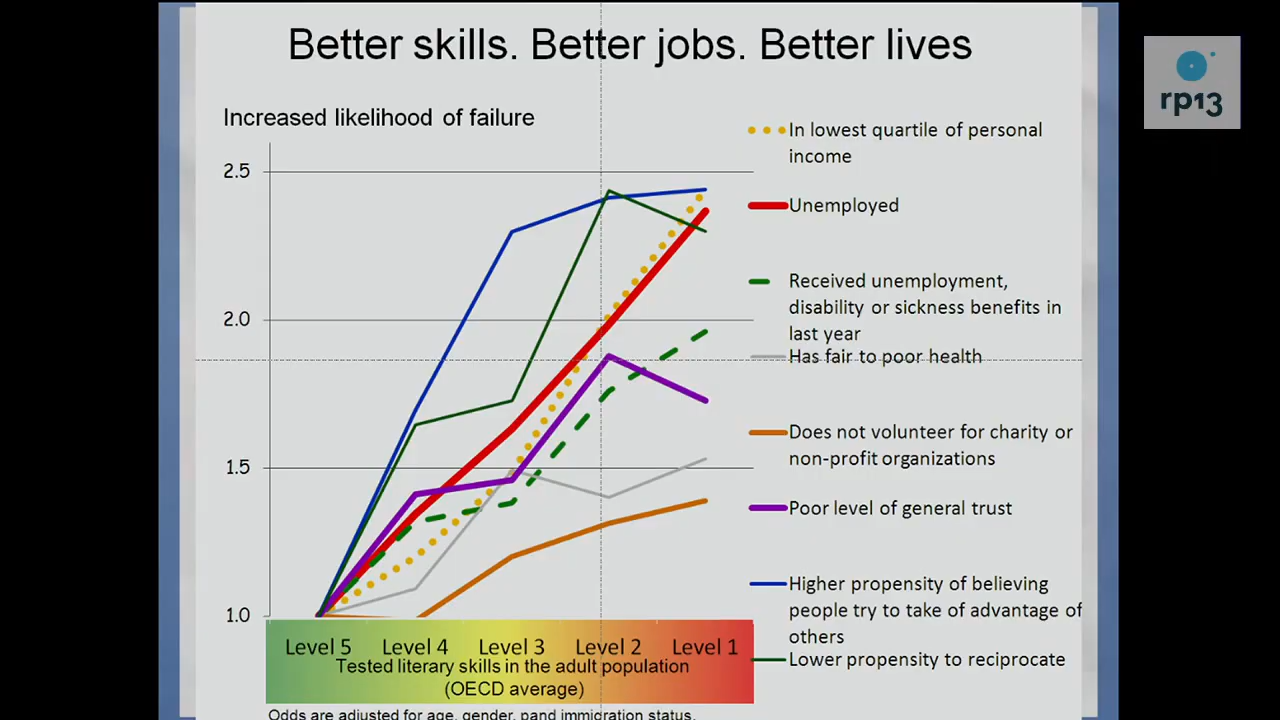 Better skills. Better jobs. Better lives
rp13
Increased likelihood of failure
2.5
2.0
1.5
1.0
In lowest quartile of personal
income
Unemployed
Received unemployment,
disability or sickness benefits in
last year
Has fair to poor health
Does not volunteer for charity or
non-profit organizations
Poor level of general trust
Higher propensity of believing
people try to take of advantage of
others
Lower propensity to reciprocate
Level 5 Level 4 Level 3 Level 2 Level 1
Tested literary skills in the adult population
(OECD average)
Odds are adjusted for age, gender, pand immigration status.